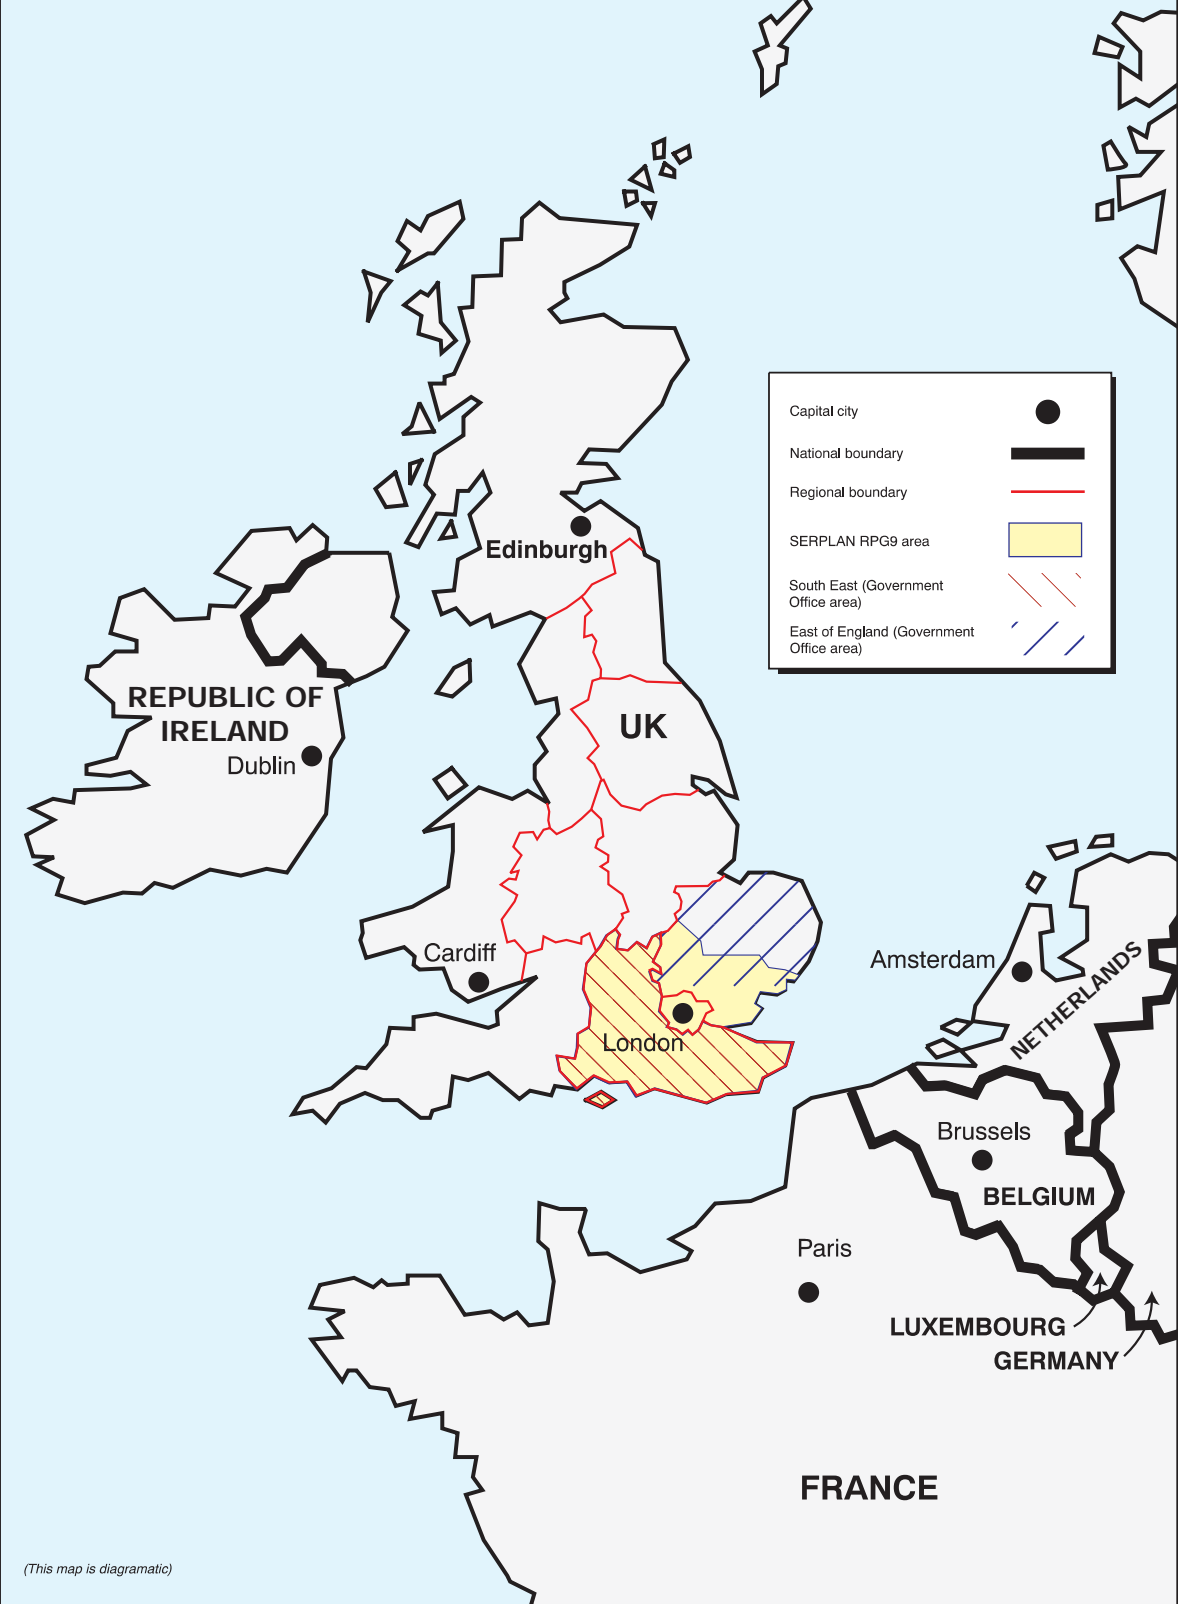 Capital city
National boundary
Regional boundary
SERPLAN RPG9 area
South East (Government
Office area)
East of England (Government
Office area)
Edinburgh
REPUBLIC OF
IRELAND
Dublin
UK
Cardiff
London
Amsterdam
NETHERLANDS
Brussels
BELGIUM
Paris
LUXEMBOURG
GERMANY
FRANCE
(This map is diagramatic)